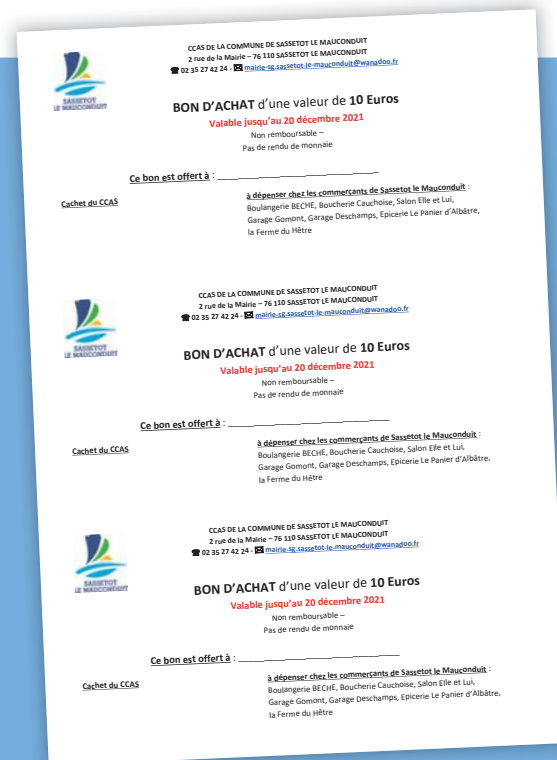 CCAS DE LA COMMUNE DE SASSETOT LE MAUCONDUIT
2 rue de la Mairie – 76 110 SASSETOT LE MAUCONDUIT
☎ 02 35 27 42 24 - ✉ mairie-sg.sassetot-le-mauconduit@wanadoo.fr
SASSETOT
LE MAUCONDUIT
BON D'ACHAT d'une valeur de 10 Euros
Valable jusqu'au 20 décembre 2021
Non remboursable –
Pas de rendu de monnaie
Ce bon est offert à : ______________________________
Cachet du CCAS
à dépenser chez les commerçants de Sassetot le Mauconduit :
Boulangerie BECHE, Boucherie Cauchoise, Salon Elle et Lui,
Garage Gomont, Garage Deschamps, Epicerie Le Panier d'Albâtre,
la Ferme du Hêtre
CCAS DE LA COMMUNE DE SASSETOT LE MAUCONDUIT
2 rue de la Mairie – 76 110 SASSETOT LE MAUCONDUIT
☎ 02 35 27 42 24 - ✉ mairie-sg.sassetot-le-mauconduit@wanadoo.fr
SASSETOT
LE MAUCONDUIT
BON D'ACHAT d'une valeur de 10 Euros
Valable jusqu'au 20 décembre 2021
Non remboursable –
Pas de rendu de monnaie
Ce bon est offert à : ______________________________
Cachet du CCAS
à dépenser chez les commerçants de Sassetot le Mauconduit :
Boulangerie BECHE, Boucherie Cauchoise, Salon Elle et Lui,
Garage Gomont, Garage Deschamps, Epicerie Le Panier d'Albâtre,
la Ferme du Hêtre
CCAS DE LA COMMUNE DE SASSETOT LE MAUCONDUIT
2 rue de la Mairie – 76 110 SASSETOT LE MAUCONDUIT
☎ 02 35 27 42 24 - ✉ mairie-sg.sassetot-le-mauconduit@wanadoo.fr
SASSETOT
LE MAUCONDUIT
BON D'ACHAT d'une valeur de 10 Euros
Valable jusqu'au 20 décembre 2021
Non remboursable –
Pas de rendu de monnaie
Ce bon est offert à : ______________________________
Cachet du CCAS
à dépenser chez les commerçants de Sassetot le Mauconduit :
Boulangerie BECHE, Boucherie Cauchoise, Salon Elle et Lui,
Garage Gomont, Garage Deschamps, Epicerie Le Panier d'Albâtre,
la Ferme du Hêtre